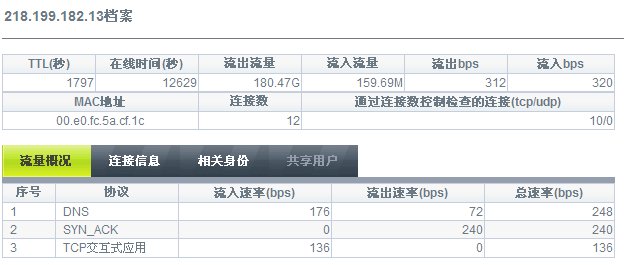 218.199.182.13档案
TTL(秒) 在线时间(秒) 流出流量 流入流量 流出bps 流入bps
1797 12629 180.47G 159.69M 312 320
MAC地址 连接数 通过连接数控制检查的连接(tcp/udp)
00.e0.fc.5a.cf.1c 12 10/0
流量概况 连接信息 相关身份 共享用户
序号 协议 流入速率(bps) 流出速率(bps) 总速率(bps)
1 DNS 176 72 248
2 SYN_ACK 0 240 240
3 TCP交互式应用 136 0 136